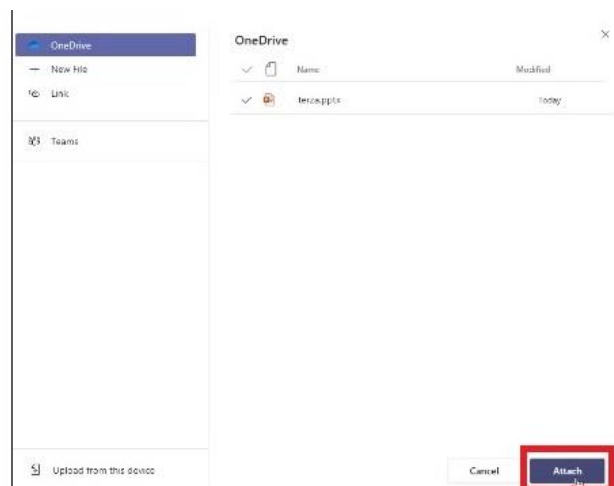 OneDrive
New File
Link
Teams
Upload from this device
OneDrive
Name
Modified
terza.pptx
Today
Cancel
Attach